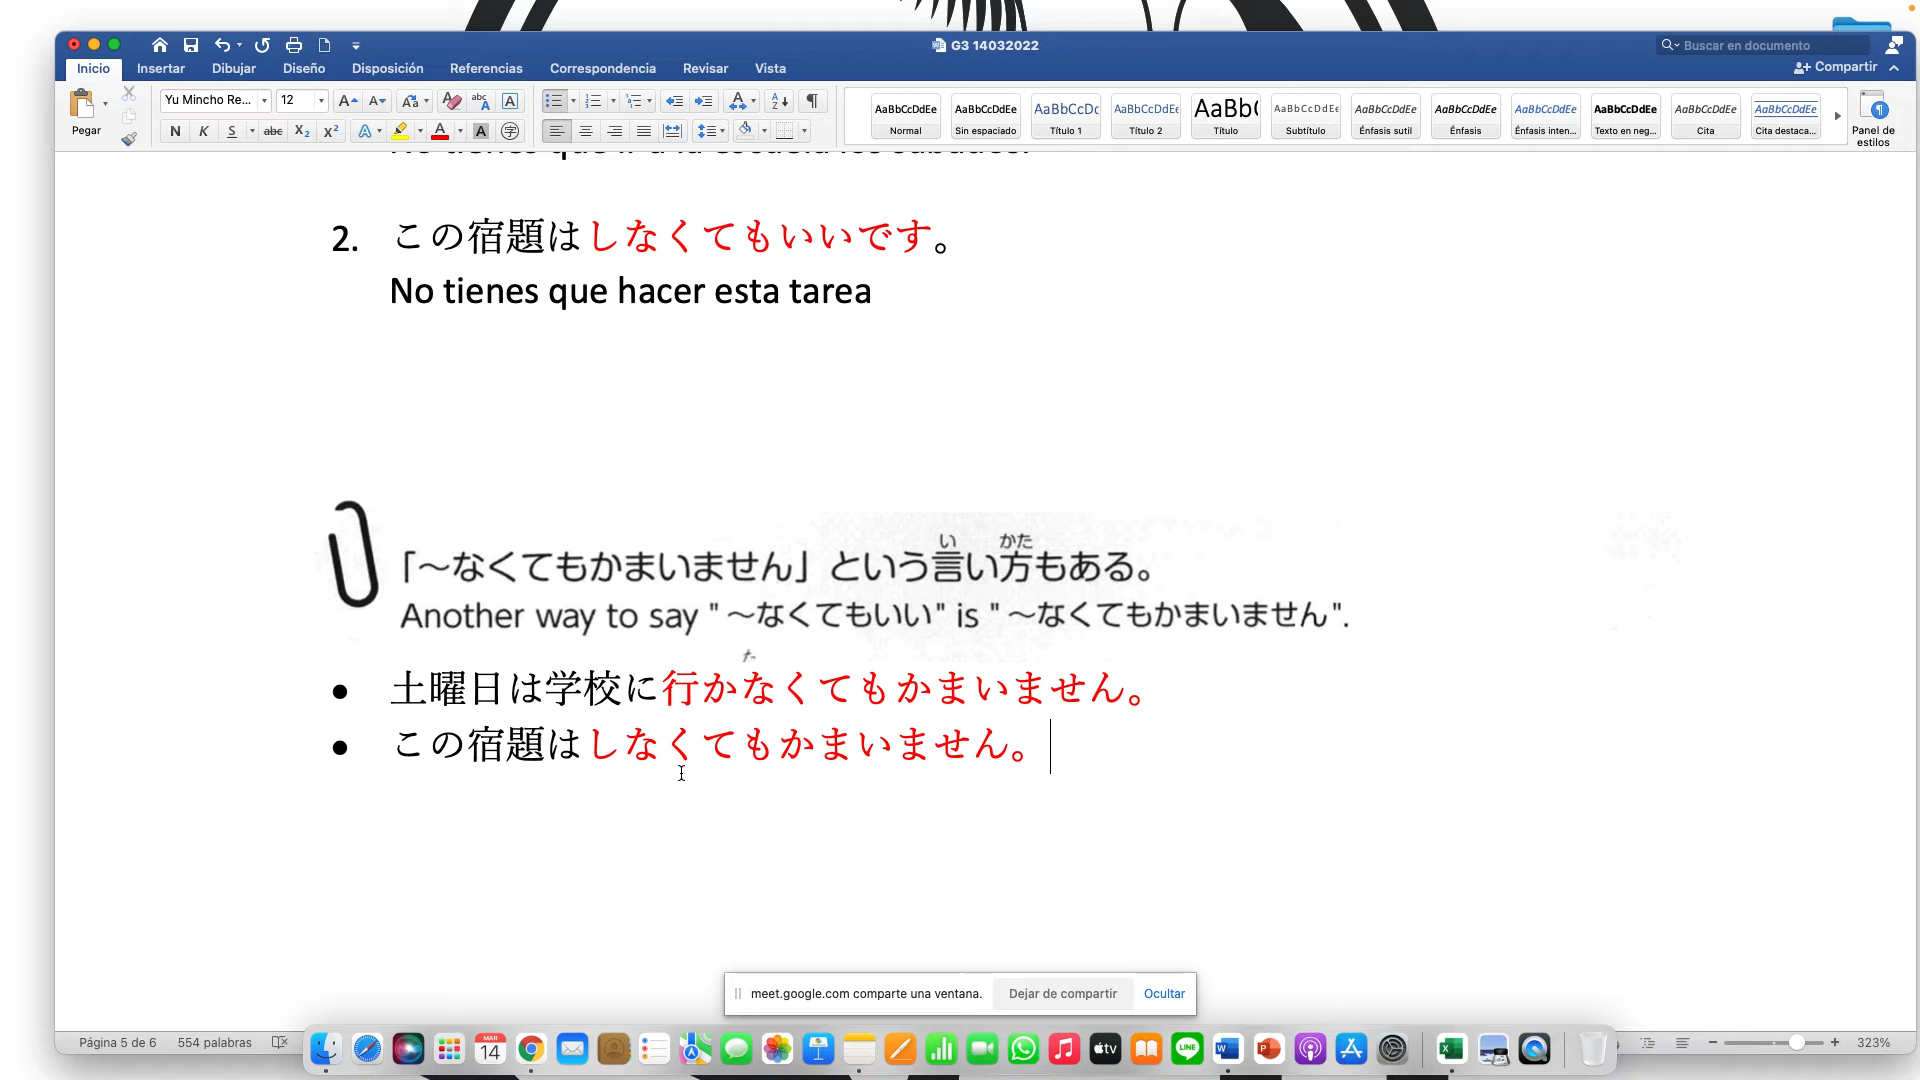 G3 14032022
Buscar en documento
Inicio Insertar Dibujar Diseño Disposición Referencias Correspondencia Revisar Vista
Compartir
Pegar
Yu Mincho Re... 12
N K S abc X₂ X²
AaBbCcDdEe AaBbCcDdEe AaBbCcDc AaBbCcDdEe AaBb( AaBbCcDdEe AaBbCcDdEe AaBbCcDdEe AaBbCcDdEe AaBbCcDdEe AaBbCcDdEe AaBbCcDdEe
Normal Sin espaciado Título 1 Título 2 Título Subtítulo Énfasis sutil Énfasis Énfasis inten... Texto en neg... Cita Cita destaca...
Panel de estilos
2. この宿題はしなくてもいいです。
No tienes que hacer esta tarea
い かた
「～なくてもかまいません」という言い方もある。
Another way to say "～なくてもいい" is "～なくてもかまいません".
た
● 土曜日は学校に行かなくてもかまいません。
● この宿題はしなくてもかまいません。
meet.google.com comparte una ventana. Dejar de compartir Ocultar
Página 5 de 6 554 palabras
MAR 14
tv
LINE
323%